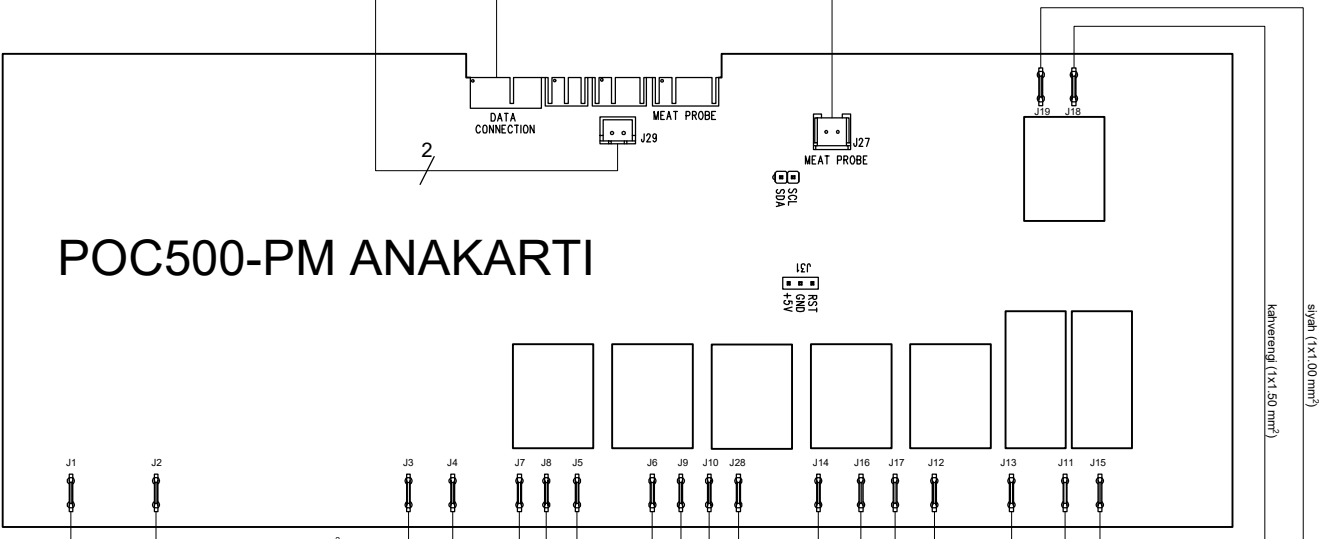 J19 J18
DATA
CONNECTION
MEAT PROBE
J29
J27
MEAT PROBE
2
SDA
SCL
POC500-PM ANAKARTI
J31
+5V
GND
RST
kahverengi (1x1.50 mm²)
siyah (1x1.00 mm²)
J1 J2 J3 J4 J7 J8 J5 J6 J9 J10 J28 J14 J16 J17 J12 J13 J11 J15